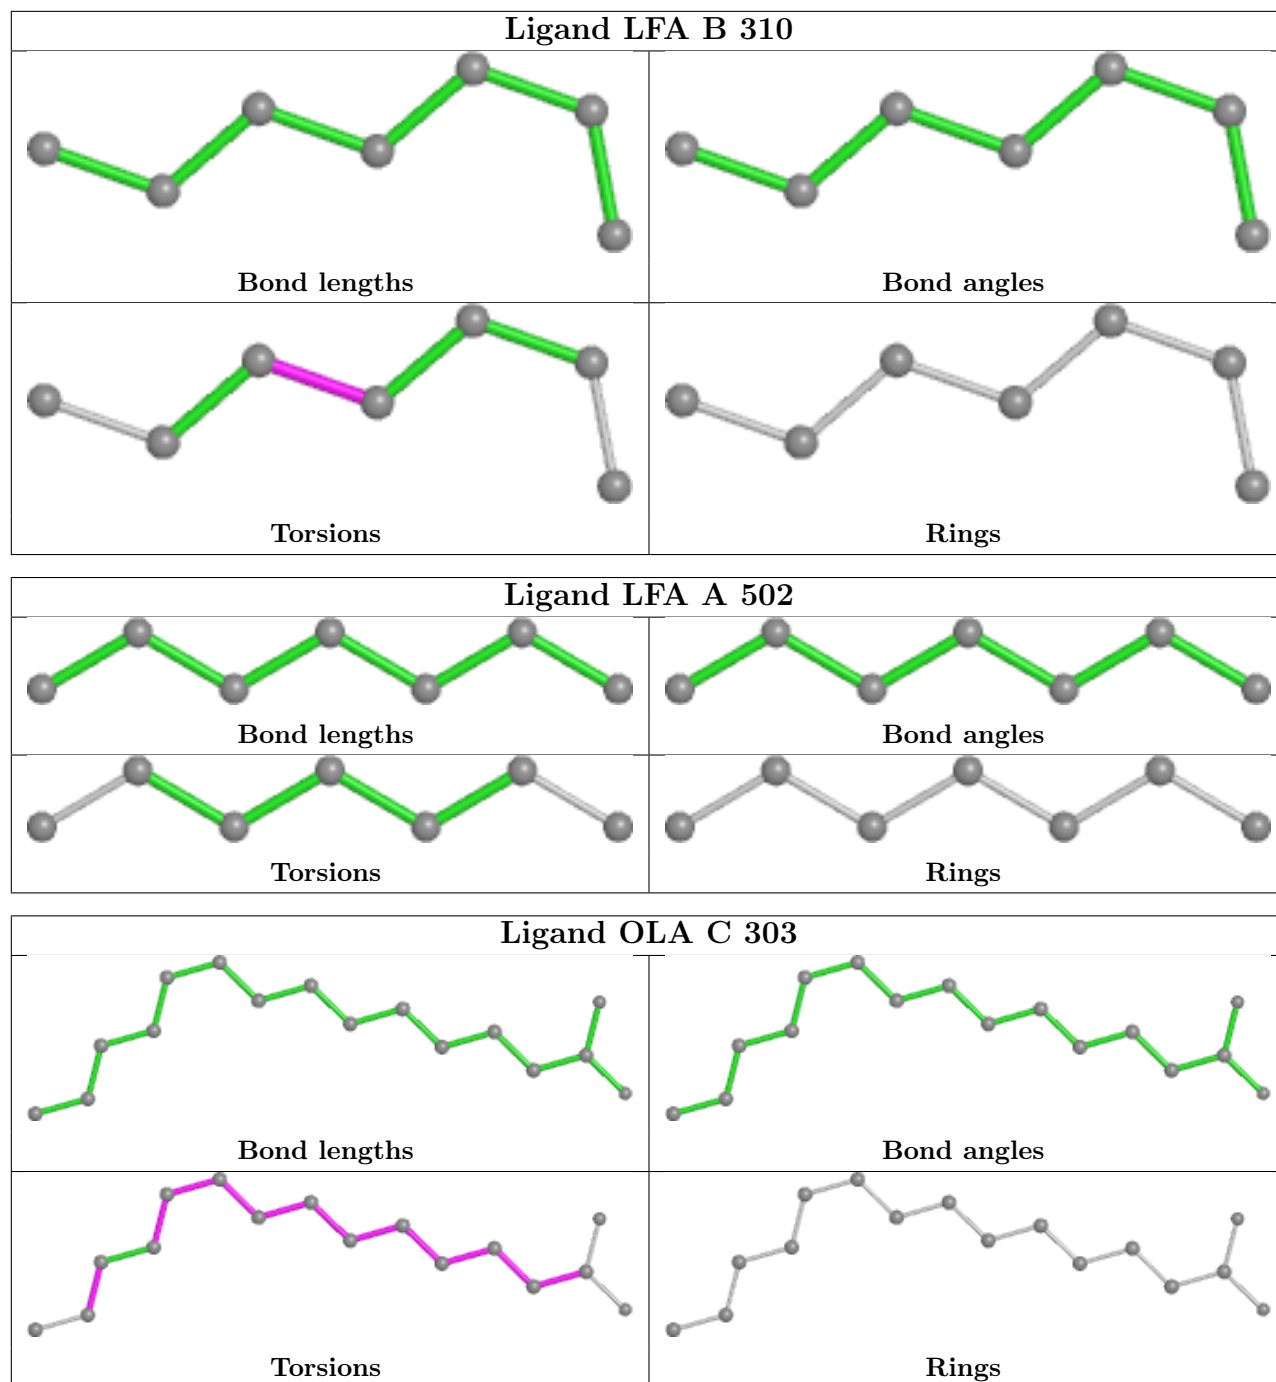 Ligand LFA B 310
Bond lengths
Bond angles
Torsions
Rings
Ligand LFA A 502
Bond lengths
Bond angles
Torsions
Rings
Ligand OLA C 303
Bond lengths
Bond angles
Torsions
Rings